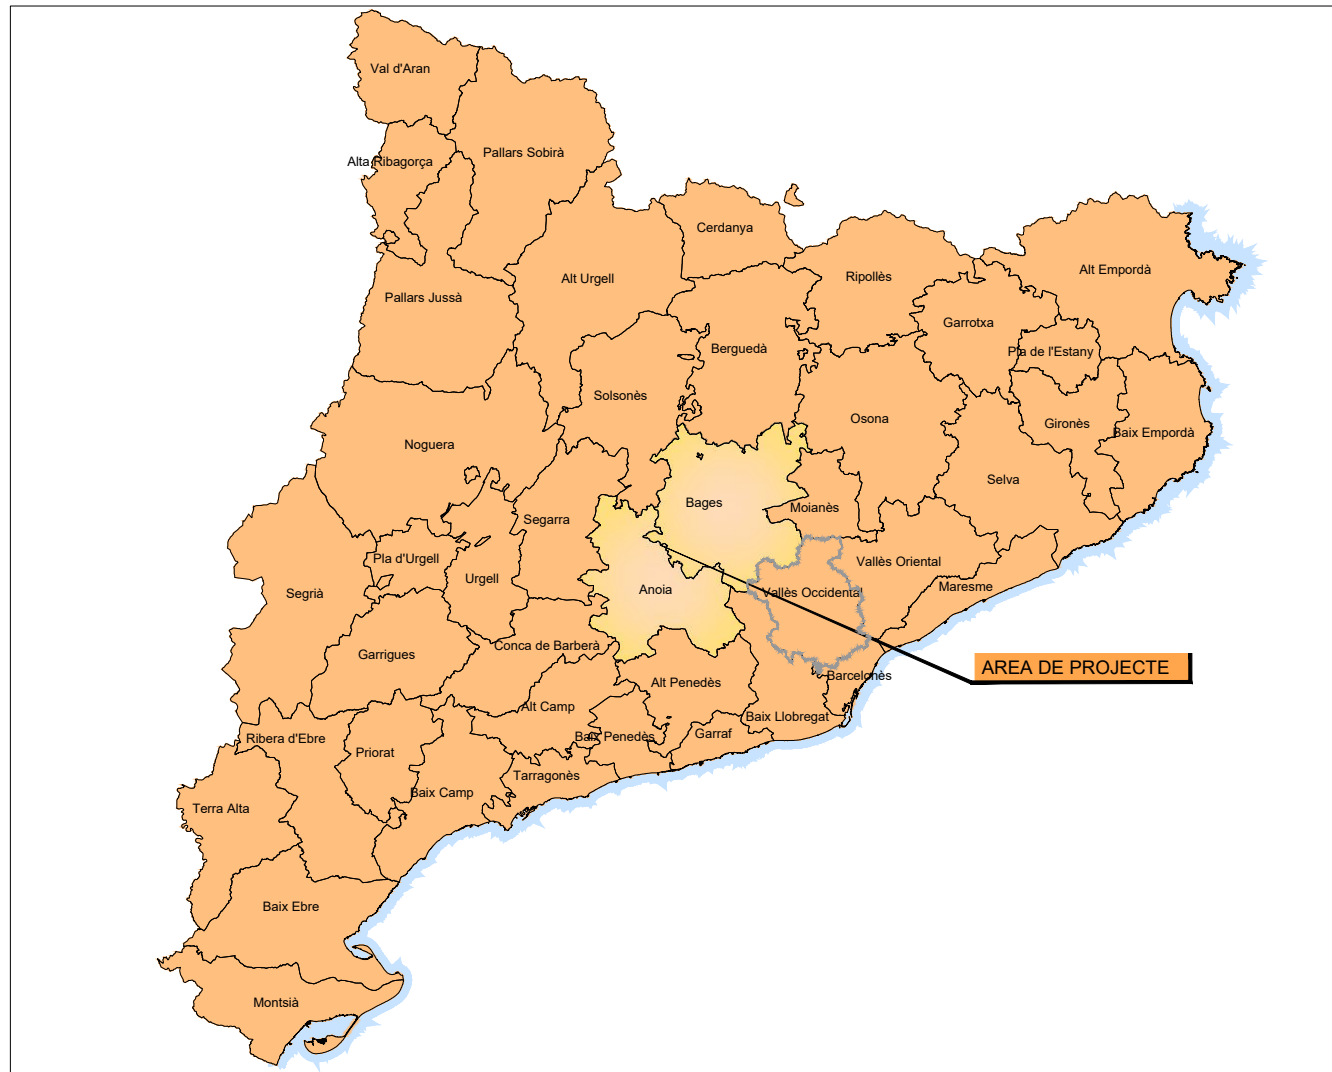 Val d'Aran
Pallars Sobirà
Alta Ribagorça
Cerdanya
Alt Empordà
Ripollès
Alt Urgell
Pallars Jussà
Garrotxa
Berguedà
Pla de l'Estany
Solsonès
Osona
Gironès
Baix Empordà
Noguera
Selva
Bages
Moianès
Segarra
Pla d'Urgell
Vallès Oriental
Urgell
Maresme
Anoia
Vallès Occidental
Segrià
Conca de Barberà
Garrigues
AREA DE PROJECTE
Barcelonès
Alt Penedès
Alt Camp
Baix Llobregat
Garraf
Baix Penedès
Ribera d'Ebre
Priorat
Tarragonès
Baix Camp
Terra Alta
Baix Ebre
Montsià